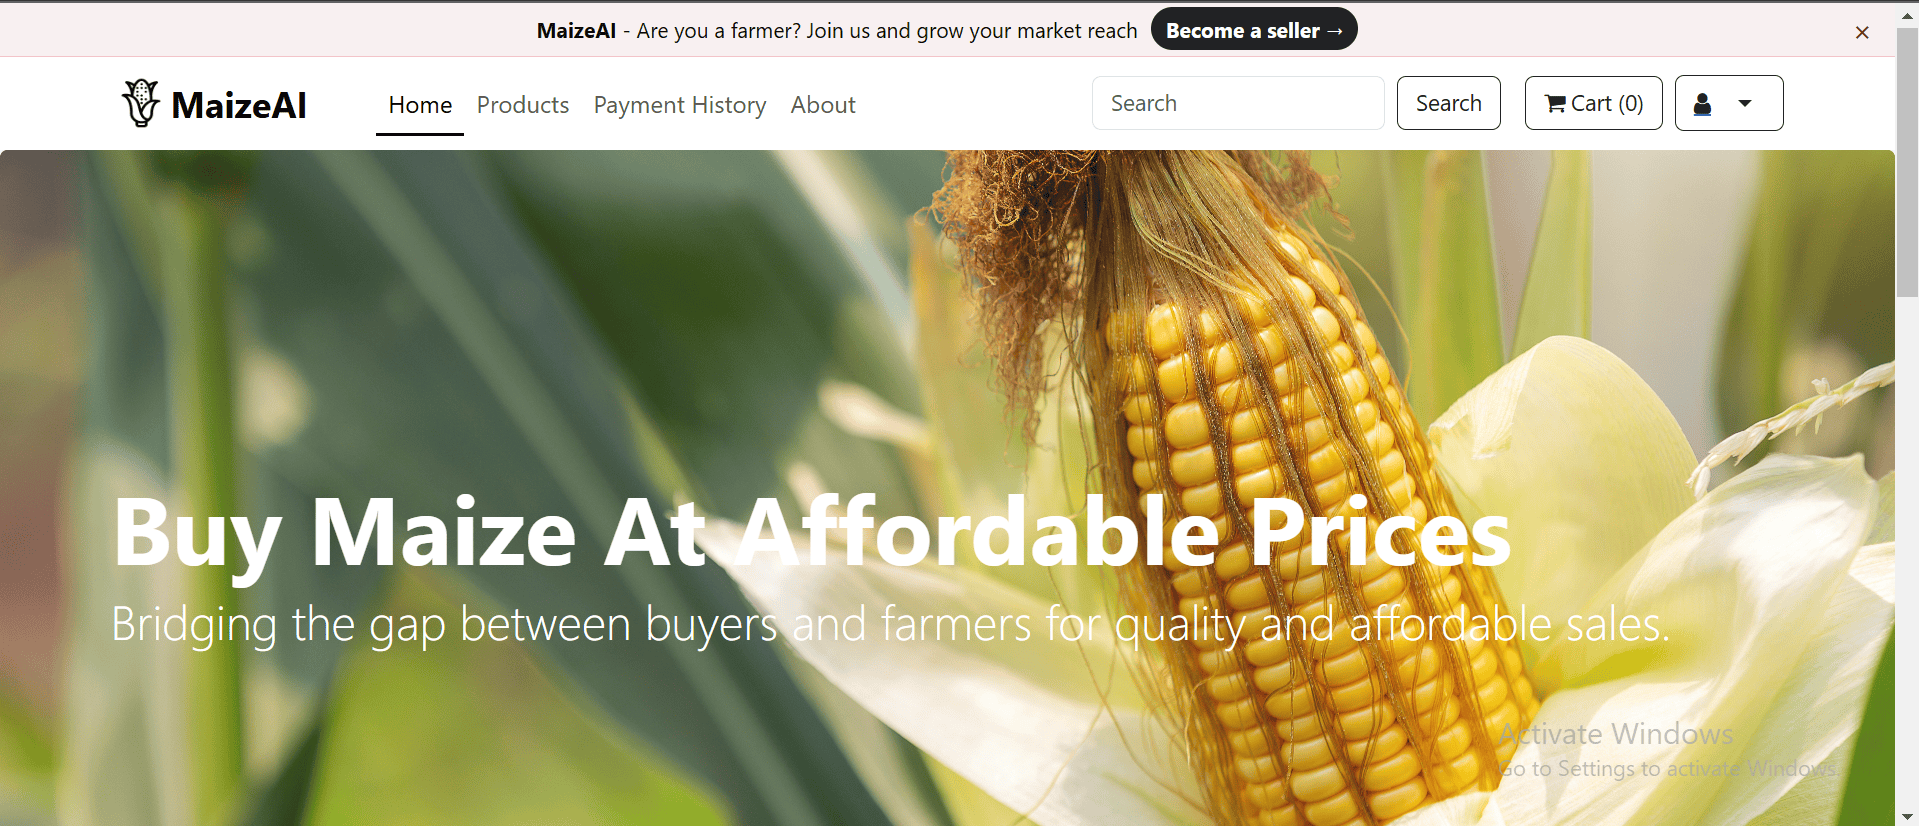 MaizeAI - Are you a farmer? Join us and grow your market reach
Become a seller →
×
MaizeAI
Home
Products
Payment History
About
Search
Search
Cart (0)
Buy Maize At Affordable Prices
Bridging the gap between buyers and farmers for quality and affordable sales.
Activate Windows
Go to Settings to activate Windows.